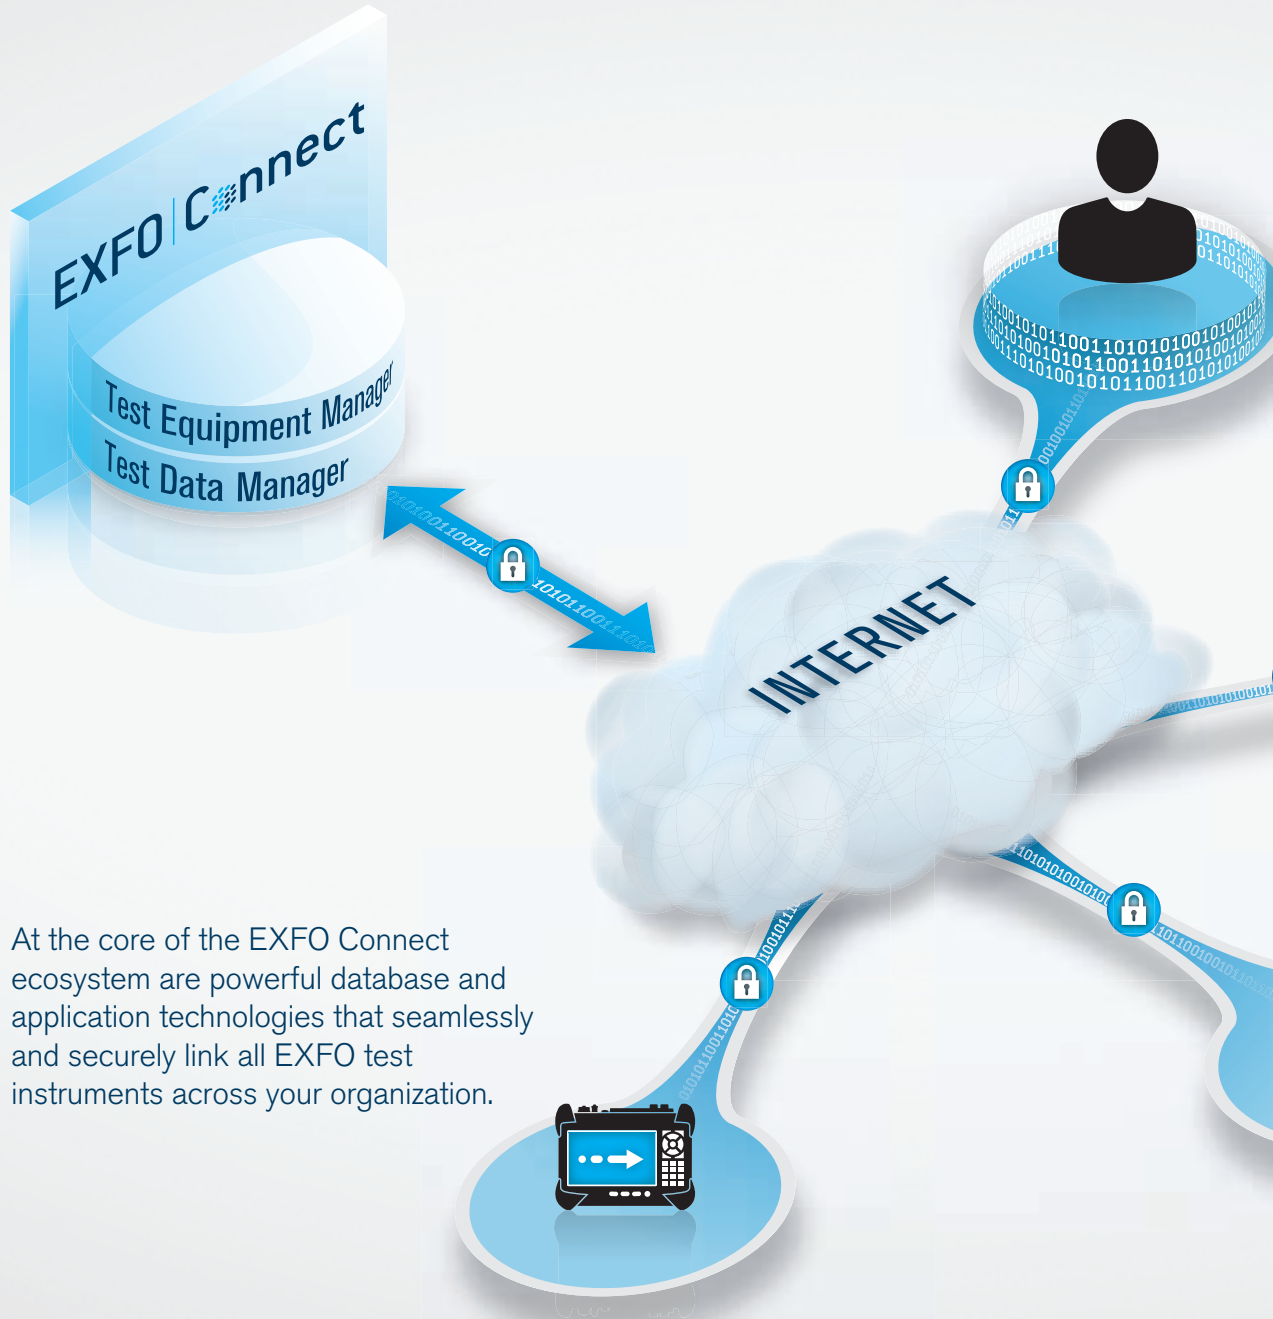 EXFO Connect
Test Equipment Manager
Test Data Manager
INTERNET
At the core of the EXFO Connect
ecosystem are powerful database and
application technologies that seamlessly
and securely link all EXFO test
instruments across your organization.